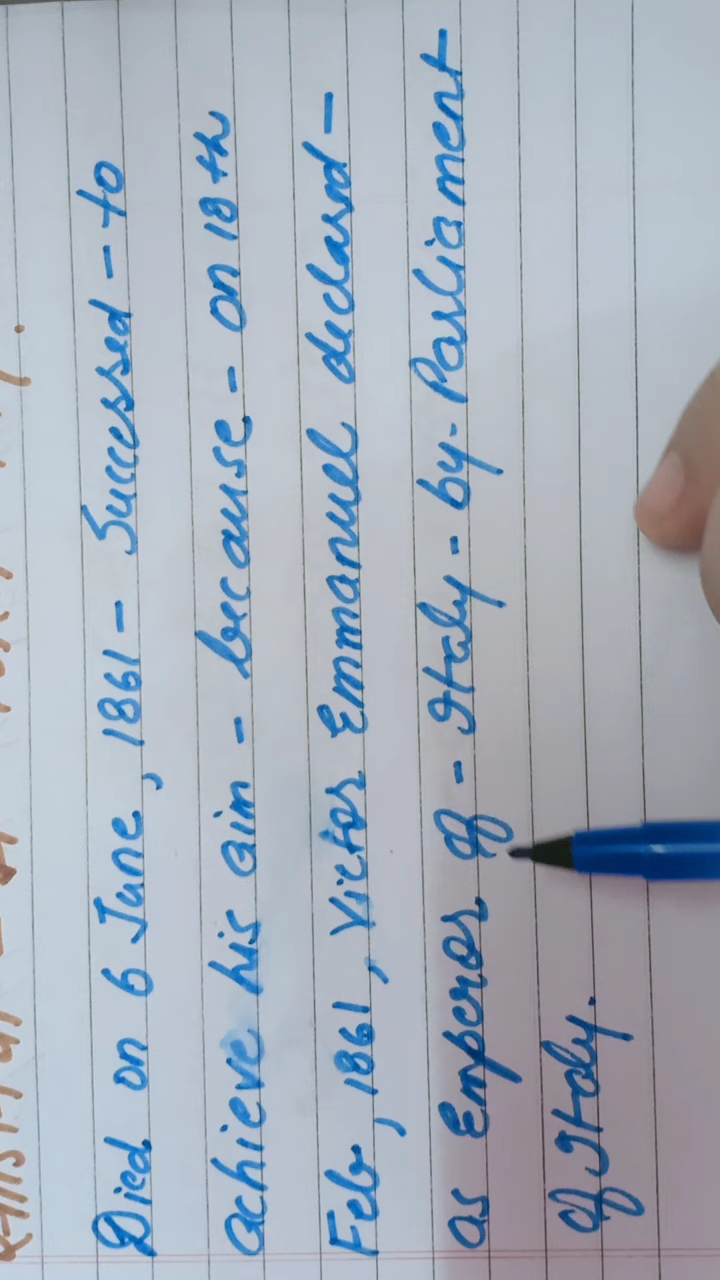 Died on 6 June, 1861 - Successed - to
achieve his aim - because - on 18th
Feb, 1861, Victor Emmanuel declared -
as Emperor of - Italy - by - Parliament
of Italy.